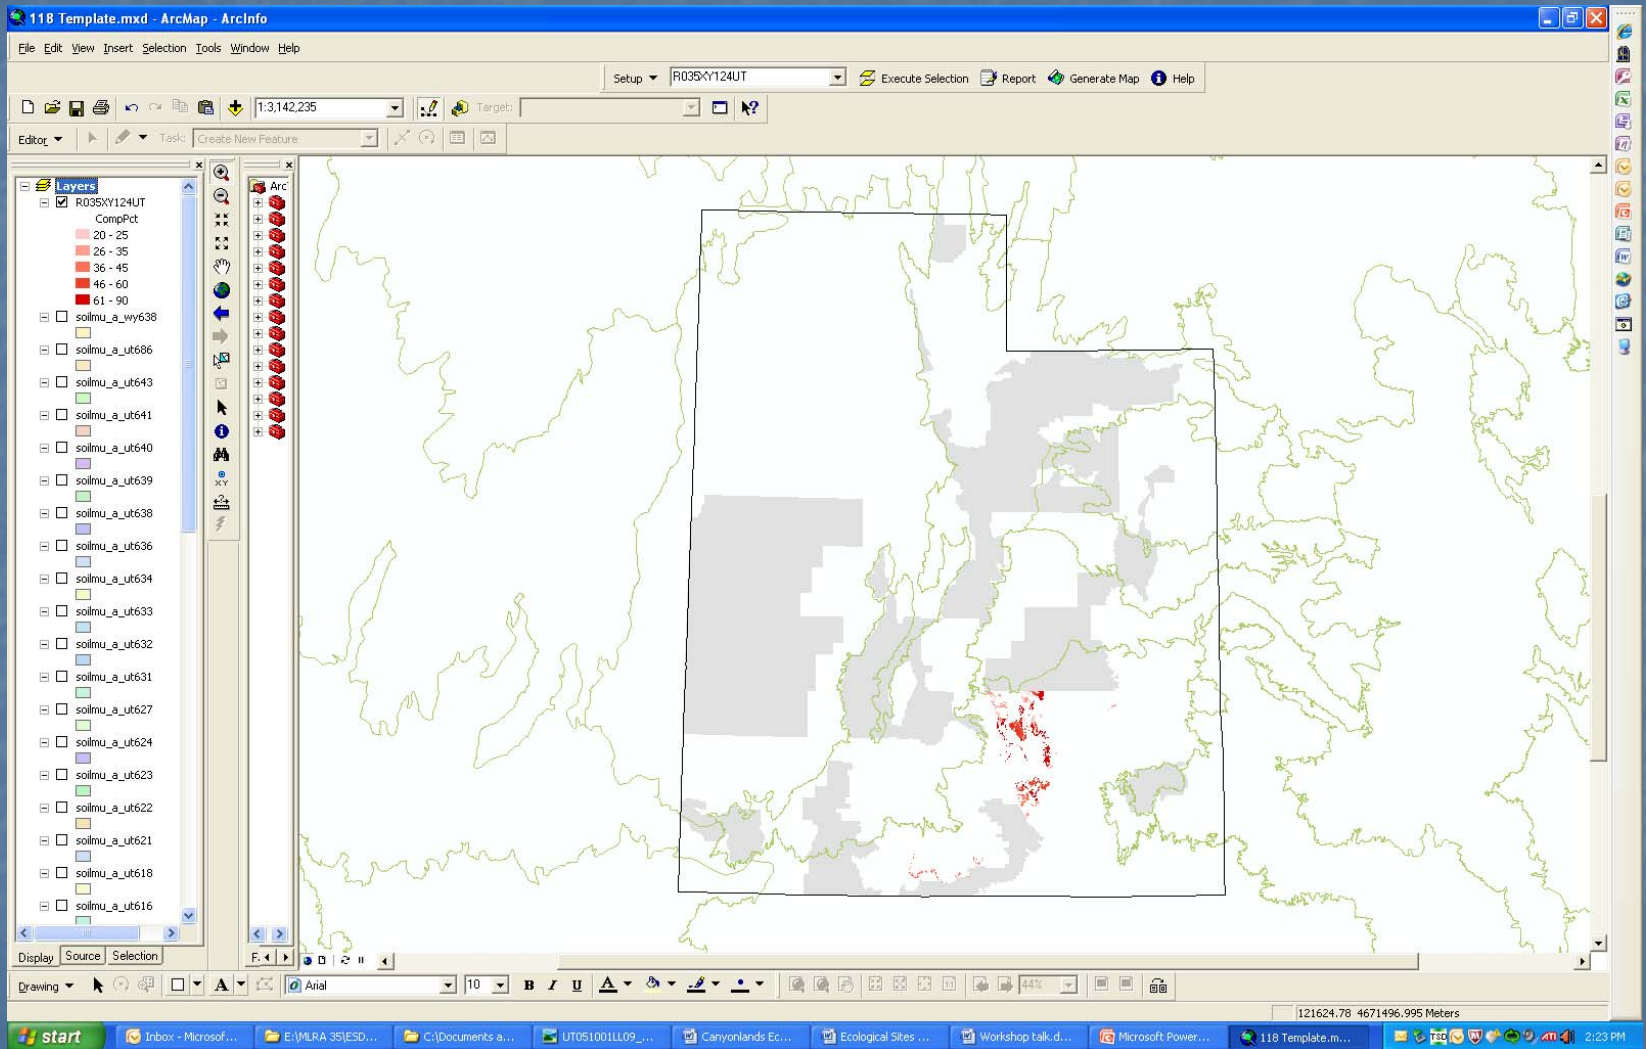 118 Template.mxd - ArcMap - ArcInfo
File Edit View Insert Selection Tools Window Help
Setup R035XY124UT Execute Selection Report Generate Map Help
1:3,142,235 Target:
Editor Task: Create New Feature
Layers
R035XY124UT
CompPct
20 - 25
26 - 35
36 - 45
46 - 60
61 - 90
soilmu_a_wy638
soilmu_a_ut686
soilmu_a_ut643
soilmu_a_ut641
soilmu_a_ut640
soilmu_a_ut639
soilmu_a_ut638
soilmu_a_ut636
soilmu_a_ut634
soilmu_a_ut633
soilmu_a_ut632
soilmu_a_ut631
soilmu_a_ut627
soilmu_a_ut624
soilmu_a_ut623
soilmu_a_ut622
soilmu_a_ut621
soilmu_a_ut618
soilmu_a_ut616
Arc
XY
Display Source Selection
F.
Drawing A Arial 10 B I U A 44%
121624.78 4671496.995 Meters
start Inbox - Microsof... E:\MLRA 35\ESD... C:\Documents a... UT051001LL09_... Canyonlands Ec... Ecological Sites ... Workshop talk.d... Microsoft Power... 118 Template.m... TSD ATI 2:23 PM